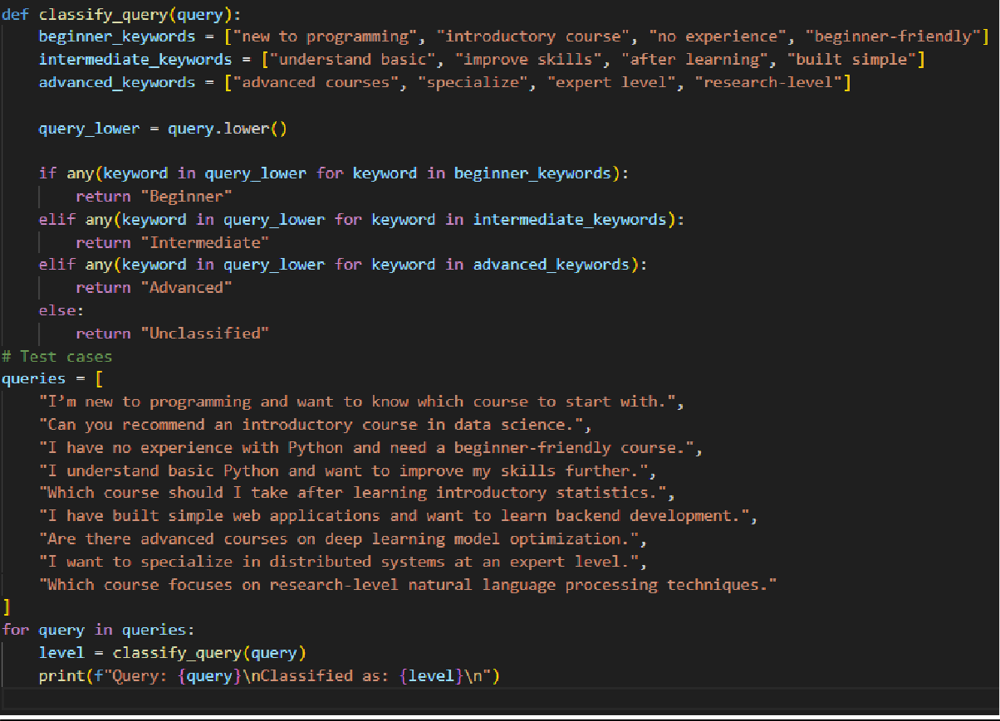 def classify_query(query):
    beginner_keywords = ["new to programming", "introductory course", "no experience", "beginner-friendly"]
    intermediate_keywords = ["understand basic", "improve skills", "after learning", "built simple"]
    advanced_keywords = ["advanced courses", "specialize", "expert level", "research-level"]

    query_lower = query.lower()

    if any(keyword in query_lower for keyword in beginner_keywords):
        return "Beginner"
    elif any(keyword in query_lower for keyword in intermediate_keywords):
        return "Intermediate"
    elif any(keyword in query_lower for keyword in advanced_keywords):
        return "Advanced"
    else:
        return "Unclassified"
# Test cases
queries = [
    "I’m new to programming and want to know which course to start with.",
    "Can you recommend an introductory course in data science.",
    "I have no experience with Python and need a beginner-friendly course.",
    "I understand basic Python and want to improve my skills further.",
    "Which course should I take after learning introductory statistics.",
    "I have built simple web applications and want to learn backend development.",
    "Are there advanced courses on deep learning model optimization.",
    "I want to specialize in distributed systems at an expert level.",
    "Which course focuses on research-level natural language processing techniques."
]
for query in queries:
    level = classify_query(query)
    print(f"Query: {query}\nClassified as: {level}\n")